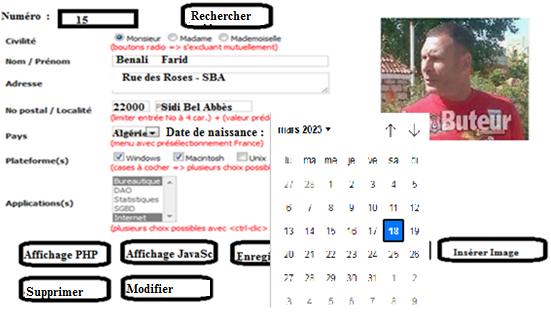 Numéro : 15 Rechercher
Civilité Monsieur Madame Mademoiselle
(boutons radio => s'excluant mutuellement)
Nom / Prénom Benali Farid
Adresse Rue des Roses - SBA
No postal / Localité 22000 Sidi Bel Abbès
(limiter entrée No à 4 car.) + (valeur préd
Pays Algérie Date de naissance :
(menu avec présélectionnement France)
Plateforme(s) Windows Macintosh Unix
(cases à cocher => plusieurs choix possibl
Applications(s)
Bureautique
DAO
Statistiques
SGBD
Internet
(plusieurs choix possibles avec <ctrl-clic>
Buteur
mars 2023
lu ma me je ve sa di
27 28 1 2 3 4 5
6 7 8 9 10 11 12
13 14 15 16 17 18 19
20 21 22 23 24 25 26
27 28 29 30 31 1 2
3 4 5 6 7 8 9
Affichage PHP Affichage JavaSc Enregi Insérer Image
Supprimer Modifier